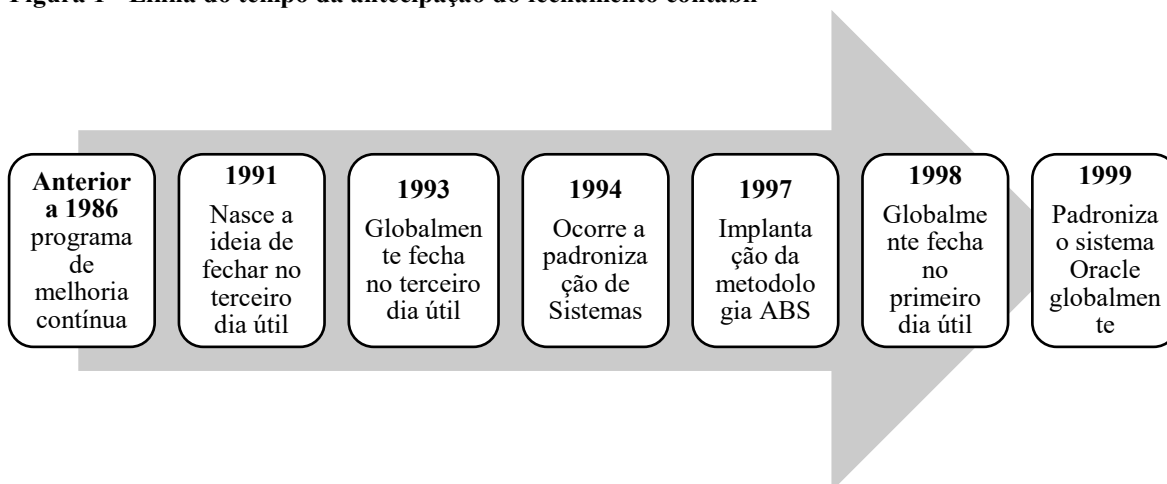 Figura 1 - Linha do tempo da antecipação do fechamento contábil
Anterior
a 1986
programa
de
melhoria
contínua
1991
Nasce a
ideia de
fechar no
terceiro
dia útil
1993
Globalmen
te fecha
no terceiro
dia útil
1994
Ocorre a
padroniza
ção de
Sistemas
1997
Implanta
ção da
metodolo
gia ABS
1998
Globalme
nte fecha
no
primeiro
dia útil
1999
Padroniza
o sistema
Oracle
globalmen
te